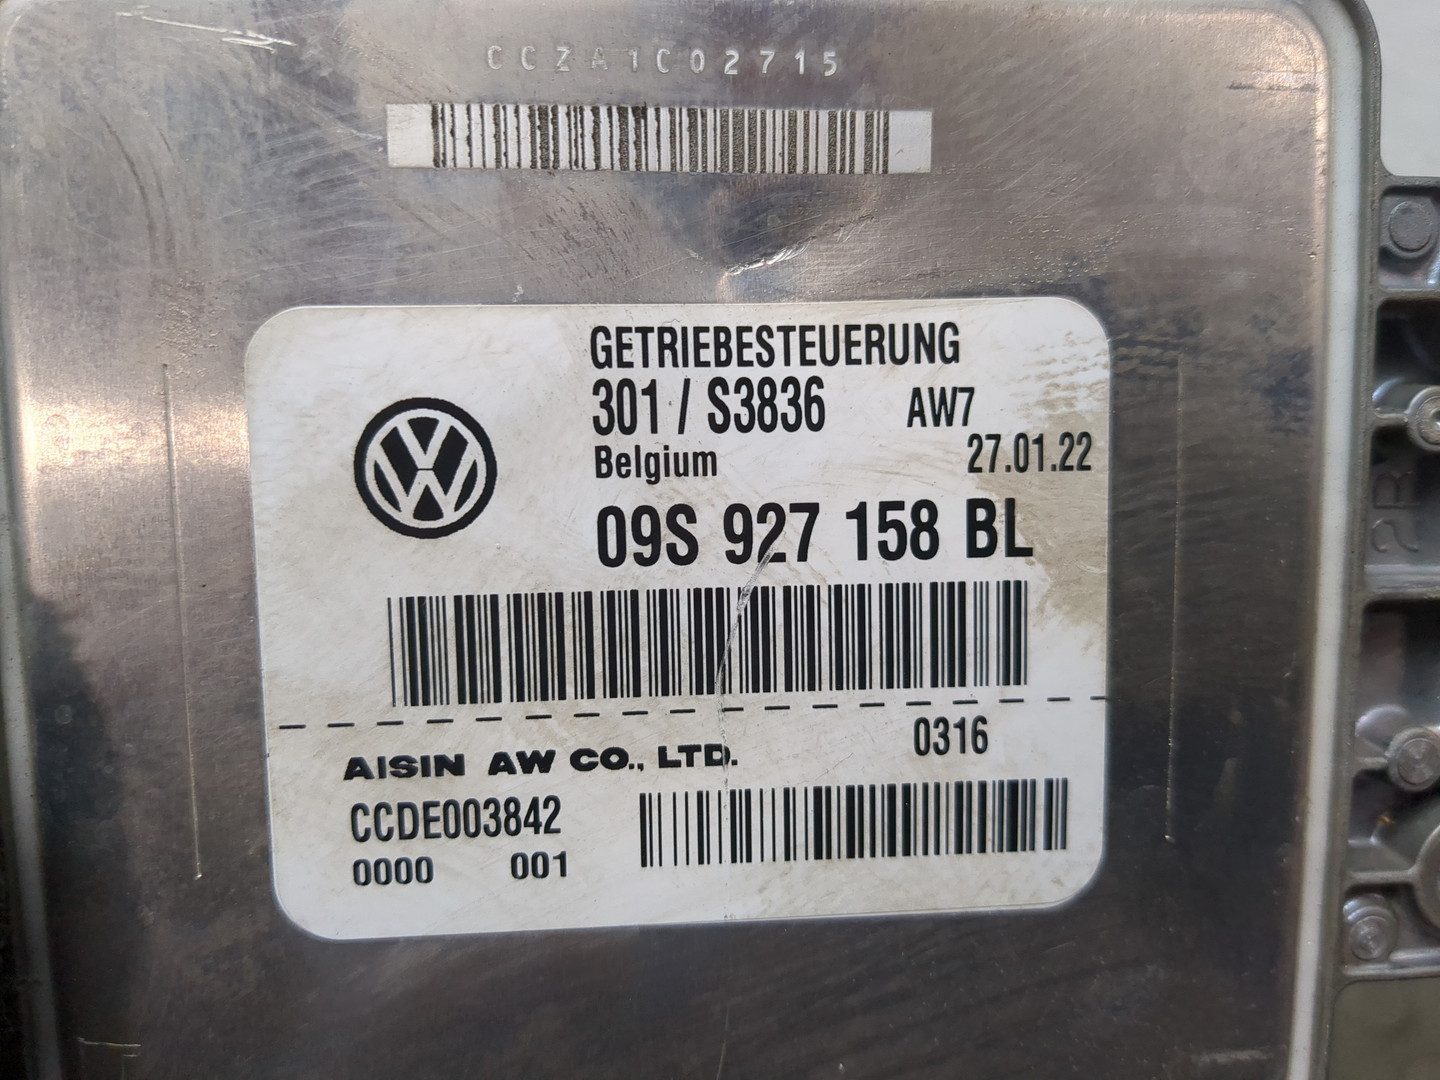 CCZA1C02715
GETRIEBESTEUERUNG
301 / S3836 AW7
Belgium 27.01.22
09S 927 158 BL
AISIN AW CO., LTD. 0316
CCDE003842
0000 001
2B